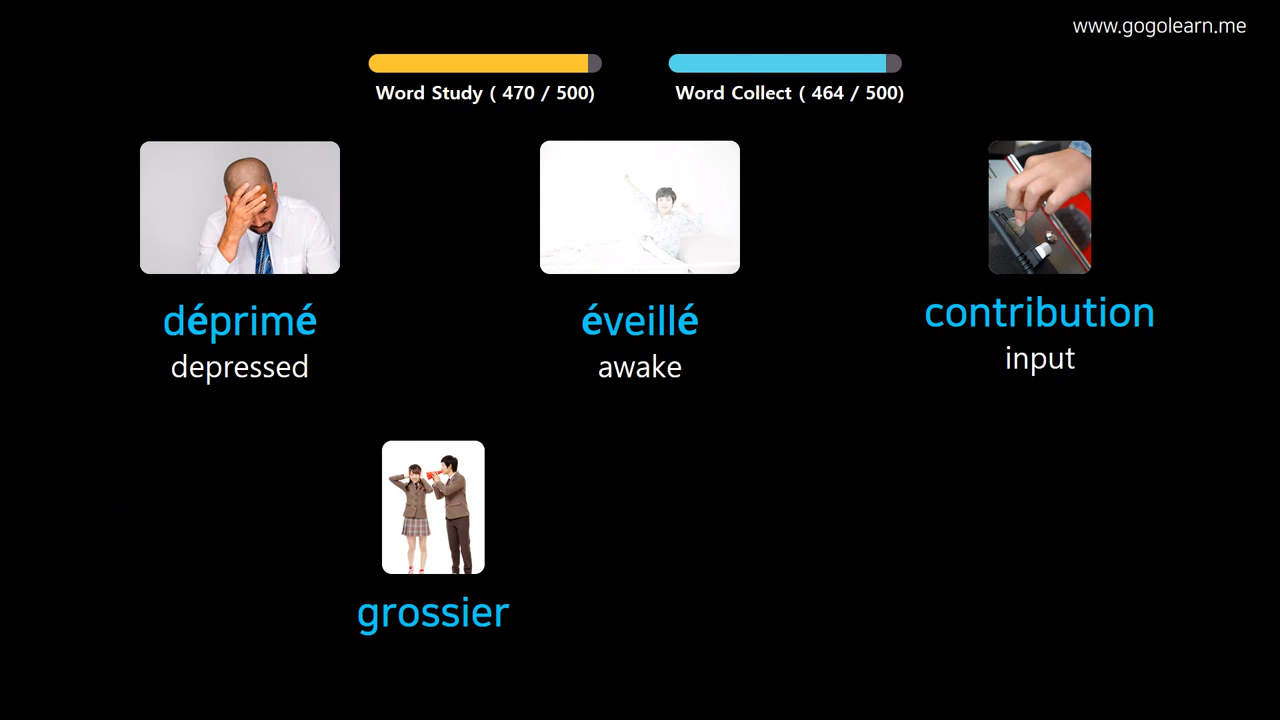 www.gogolearn.me
Word Study ( 470 / 500)
Word Collect ( 464 / 500)
déprimé
depressed
éveillé
awake
contribution
input
grossier